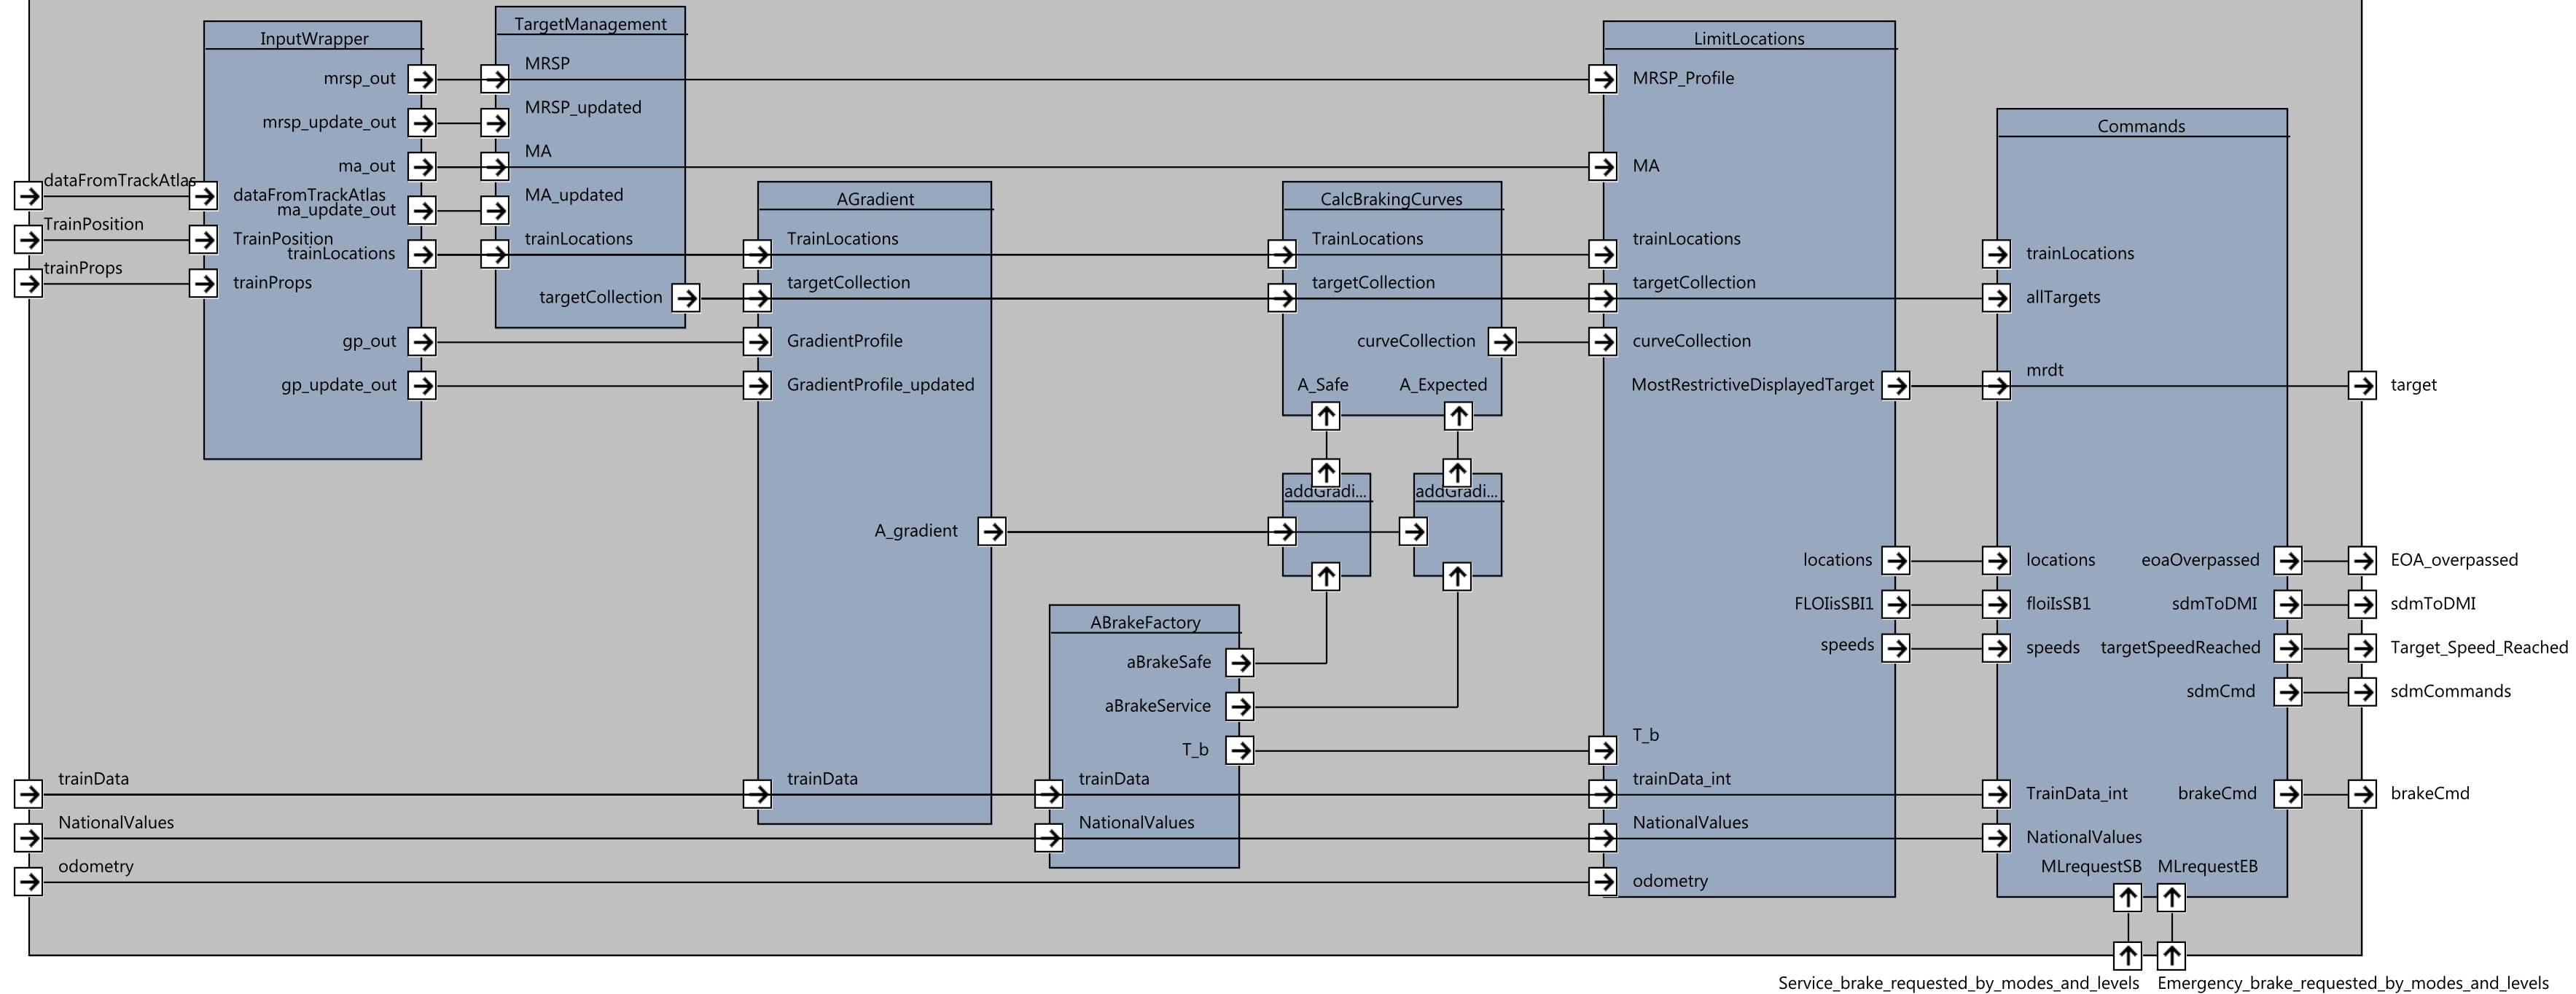 dataFromTrackAtlas
TrainPosition
trainProps
trainData
NationalValues
odometry
InputWrapper
mrsp_out
mrsp_update_out
ma_out
dataFromTrackAtlas
ma_update_out
TrainPosition
trainLocations
trainProps
gp_out
gp_update_out
TargetManagement
MRSP
MRSP_updated
MA
MA_updated
trainLocations
targetCollection
AGradient
TrainLocations
targetCollection
GradientProfile
GradientProfile_updated
A_gradient
trainData
ABrakeFactory
aBrakeSafe
aBrakeService
T_b
trainData
NationalValues
CalcBrakingCurves
TrainLocations
targetCollection
curveCollection
A_Safe A_Expected
addGradi...
addGradi...
LimitLocations
MRSP_Profile
MA
trainLocations
targetCollection
curveCollection
MostRestrictiveDisplayedTarget
locations
FLOIisSBI1
speeds
T_b
trainData_int
NationalValues
odometry
Commands
trainLocations
allTargets
mrdt
locations eoaOverpassed
floiIsSB1 sdmToDMI
speeds targetSpeedReached
sdmCmd
TrainData_int brakeCmd
NationalValues
MLrequestSB MLrequestEB
target
EOA_overpassed
sdmToDMI
Target_Speed_Reached
sdmCommands
brakeCmd
Service_brake_requested_by_modes_and_levels Emergency_brake_requested_by_modes_and_levels